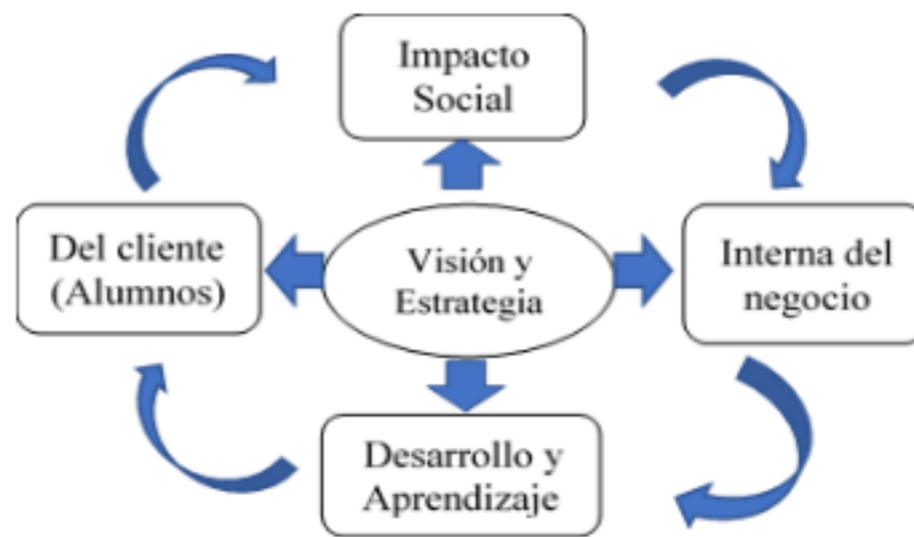 Impacto
Social
Del cliente
(Alumnos)
Visión y
Estrategia
Interna del
negocio
Desarrollo y
Aprendizaje